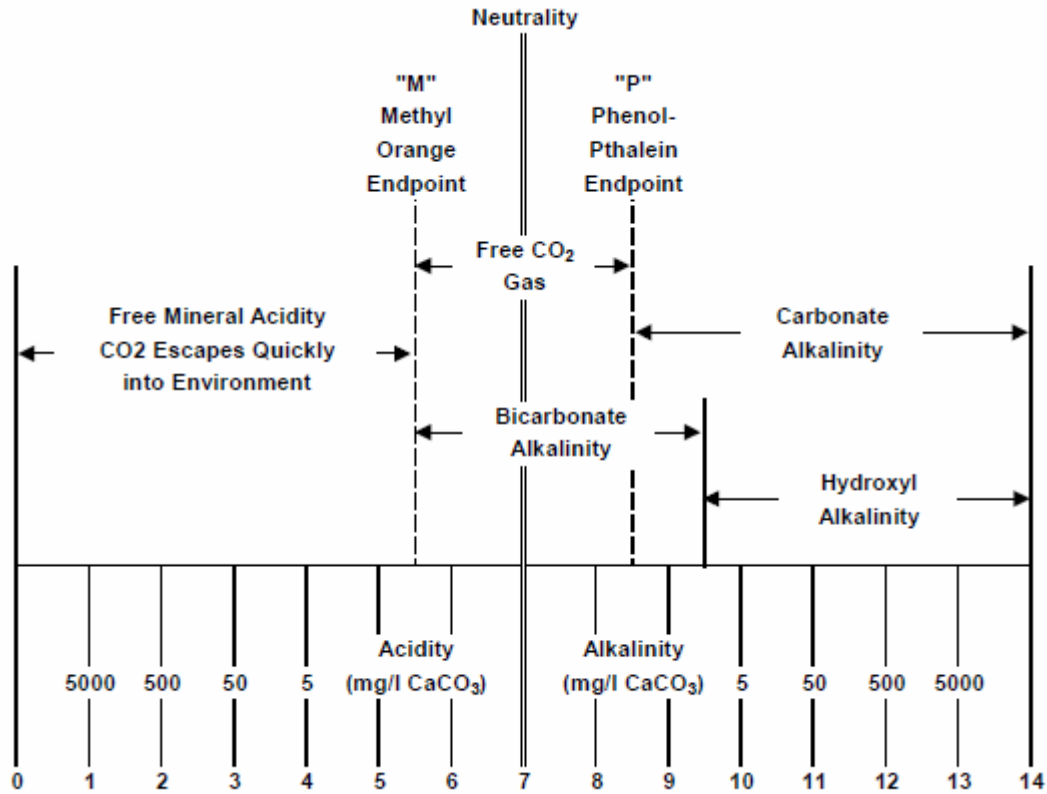 Neutrality
"M"
Methyl
Orange
Endpoint
"P"
Phenol-
Pthalein
Endpoint
Free CO₂
Gas
Free Mineral Acidity
CO2 Escapes Quickly
into Environment
Carbonate
Alkalinity
Bicarbonate
Alkalinity
Hydroxyl
Alkalinity
Acidity
(mg/l CaCO₃)
Alkalinity
(mg/l CaCO₃)
5000 500 50 5
5 50 500 5000
0 1 2 3 4 5 6 7 8 9 10 11 12 13 14